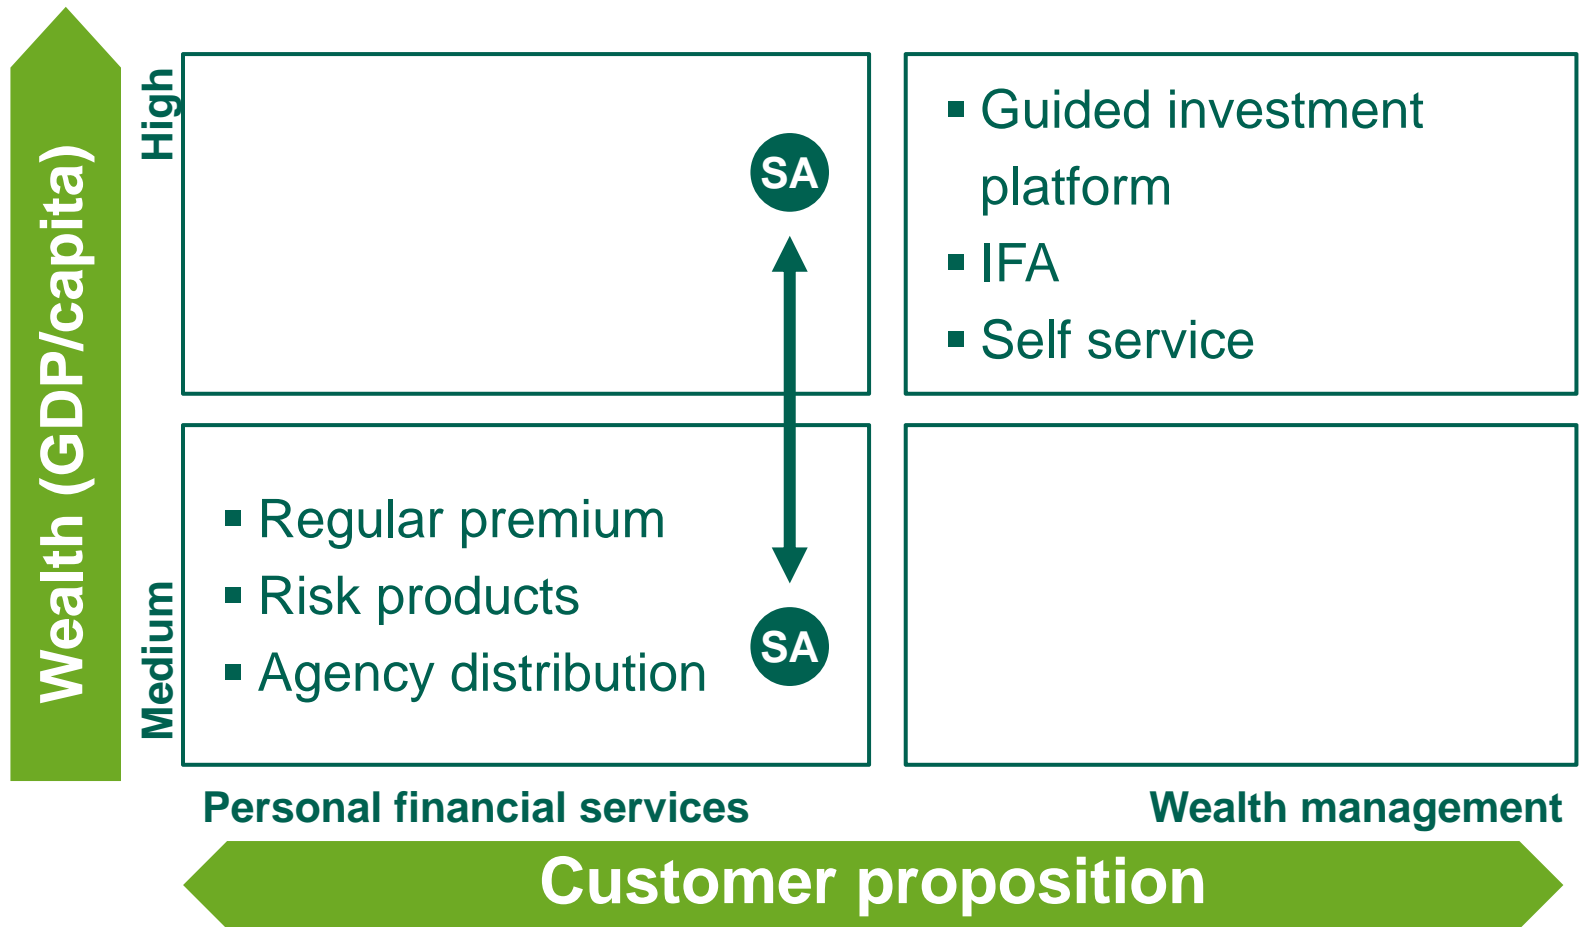 Wealth (GDP/capita)
High
SA
▪ Guided investment
platform
▪ IFA
▪ Self service
Medium
▪ Regular premium
▪ Risk products
▪ Agency distribution
SA
Personal financial services
Wealth management
Customer proposition